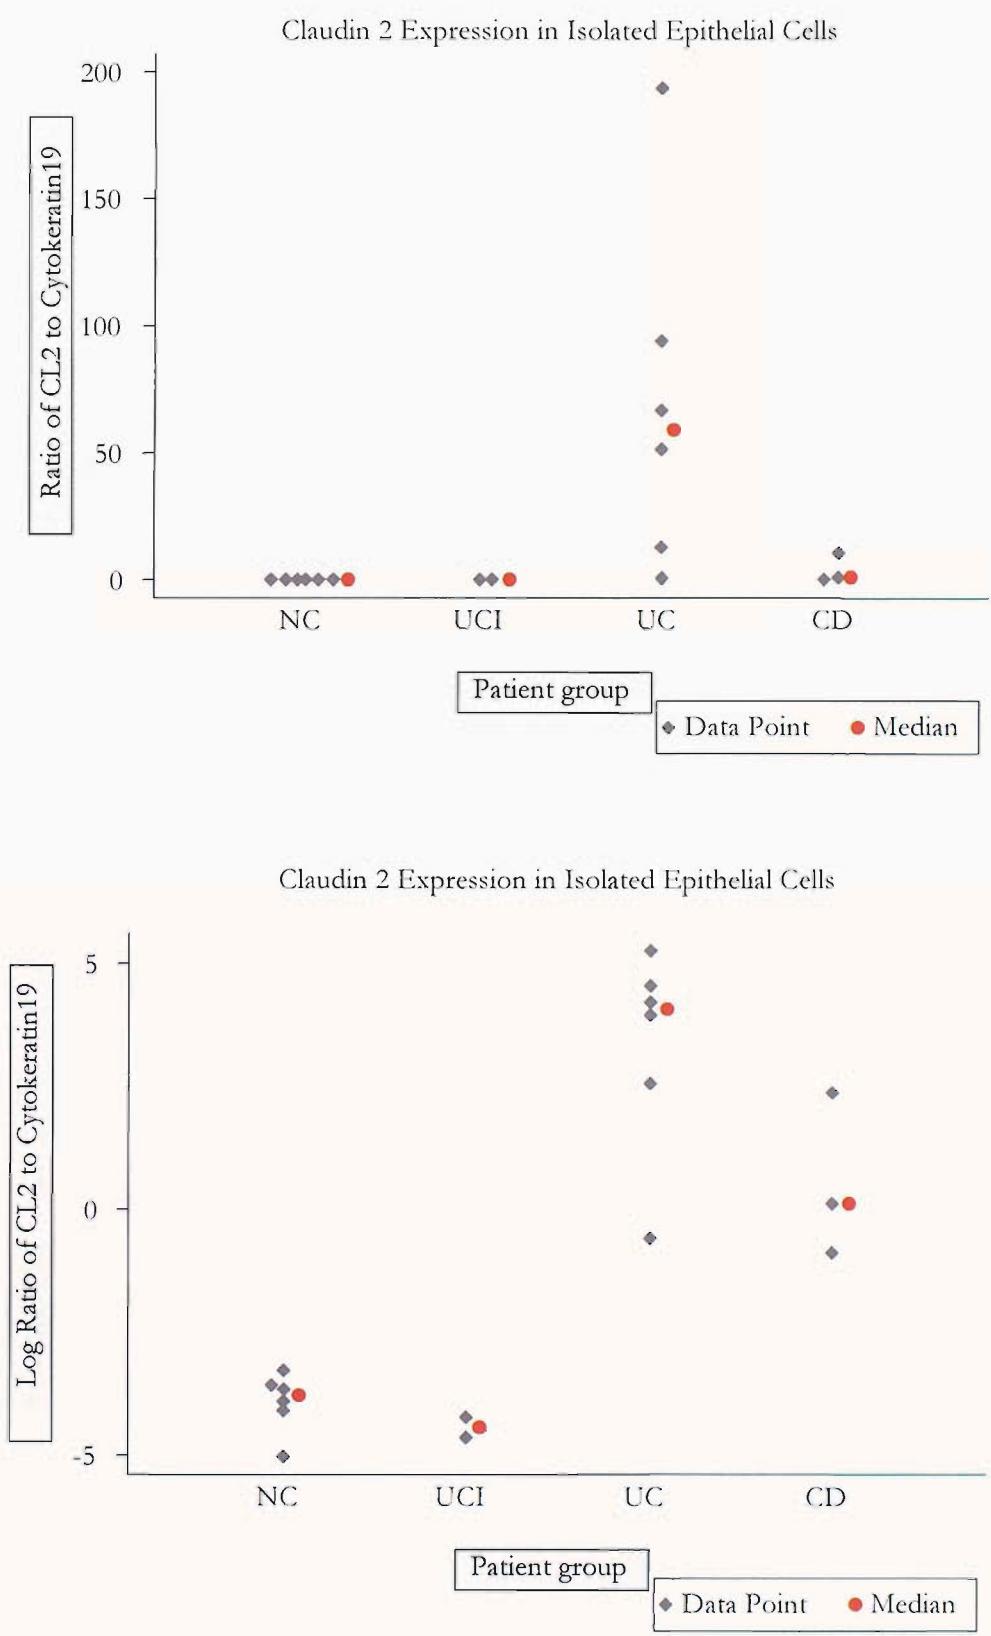 Claudin 2 Expression in Isolated Epithelial Cells
200
150
100
50
0
Ratio of CL2 to Cytokeratin19
NC UCI UC CD
Patient group
Data Point Median
Claudin 2 Expression in Isolated Epithelial Cells
5
0
-5
Log Ratio of CL2 to Cytokeratin19
NC UCI UC CD
Patient group
Data Point Median